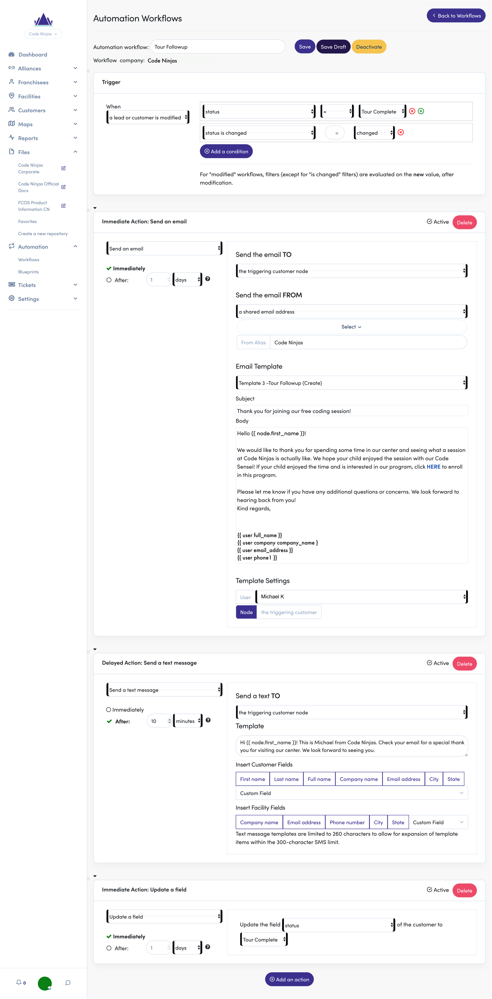 Code Ninjas
Dashboard
Alliances
Franchisees
Facilities
Customers
Maps
Reports
Files
Code Ninjas
Corporate
Code Ninjas Official
Docs
FCOS Product
Information CN
Favorites
Create a new repository
Automation
Workflows
Blueprints
Tickets
Settings
0
Automation Workflows
Back to Workflows
Automation workflow: Tour Followup Save Save Draft Deactivate
Workflow company: Code Ninjas
Trigger
When
a lead or customer is modified
status = Tour Complete
status is changed = changed
Add a condition
For "modified" workflows, filters (except for "is changed" filters) are evaluated on the new value, after
modification.
Immediate Action: Send an email Active Delete
Send an email
Immediately
After: 1 days
Send the email TO
the triggering customer node
Send the email FROM
a shared email address
Select
From Alias Code Ninjas
Email Template
Template 3 -Tour Followup (Create)
Subject
Thank you for joining our free coding session!
Body
Hello {{ node.first_name }}!
We would like to thank you for spending some time in our center and seeing what a session
at Code Ninjas is actually like. We hope your child enjoyed the session with our Code
Sensei! If your child enjoyed the time and is interested in our program, click HERE to enroll
in this program.
Please let me know if you have any additional questions or concerns. We look forward to
hearing back from you!
Kind regards,
{{ user full_name }}
{{ user company company_name }
{{ user email_address }}
{{ user phone1 }}
Template Settings
User Michael K
Node the triggering customer
Delayed Action: Send a text message Active Delete
Send a text message
Immediately
After: 10 minutes
Send a text TO
the triggering customer node
Template
Hi {{ node.first_name }}! This is Michael from Code Ninjas. Check your email for a special thank
you for visiting our center. We look forward to seeing you.
Insert Customer Fields
First name Last name Full name Company name Email address City State
Custom Field
Insert Facility Fields
Company name Email address Phone number City State Custom Field
Text message templates are limited to 260 characters to allow for expansion of template
items within the 300-character SMS limit.
Immediate Action: Update a field Active Delete
Update a field
Immediately
After: 1 days
Update the field status of the customer to
Tour Complete
Add an action